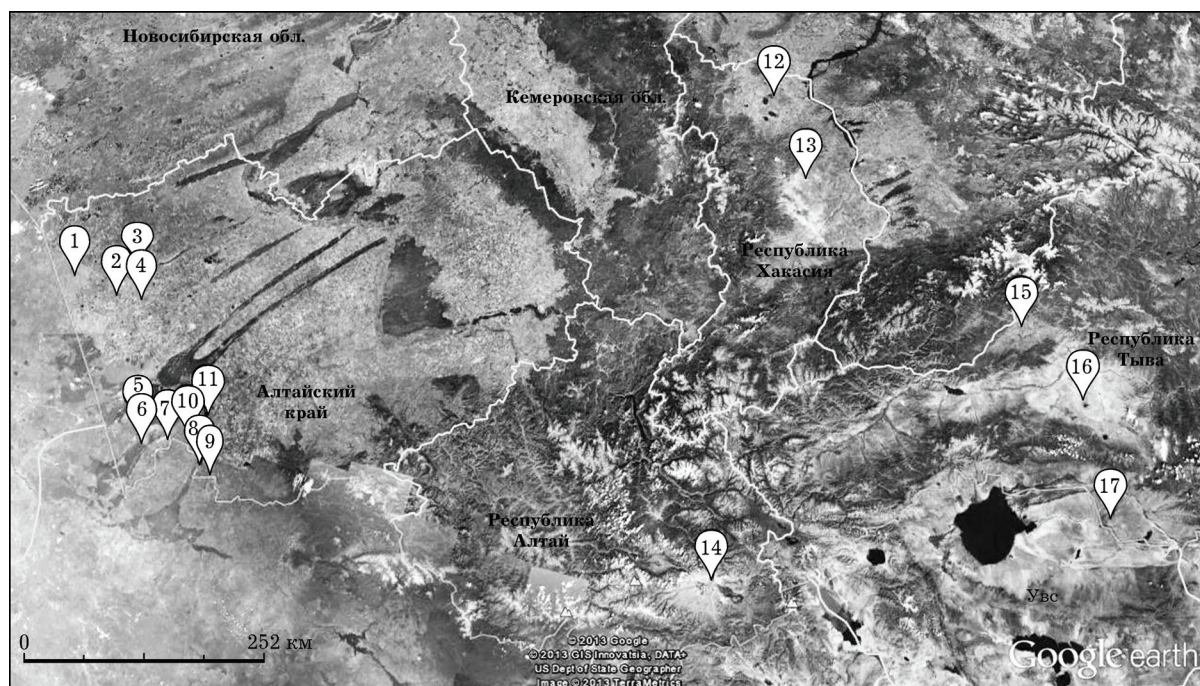 Новосибирская обл.
Кемеровская обл.
12
13
1
2
3
4
Республика
Хакасия
15
Республика
Тыва
16
5
6
7
10
11
8
9
Алтайский
край
17
Республика
Алтай
14
Увс
0
252 км
© 2013 Google
© 2013 GIS Innovatsia, DATA+
US Dept of State Geographer
Image © 2013 TerraMetrics
Google earth